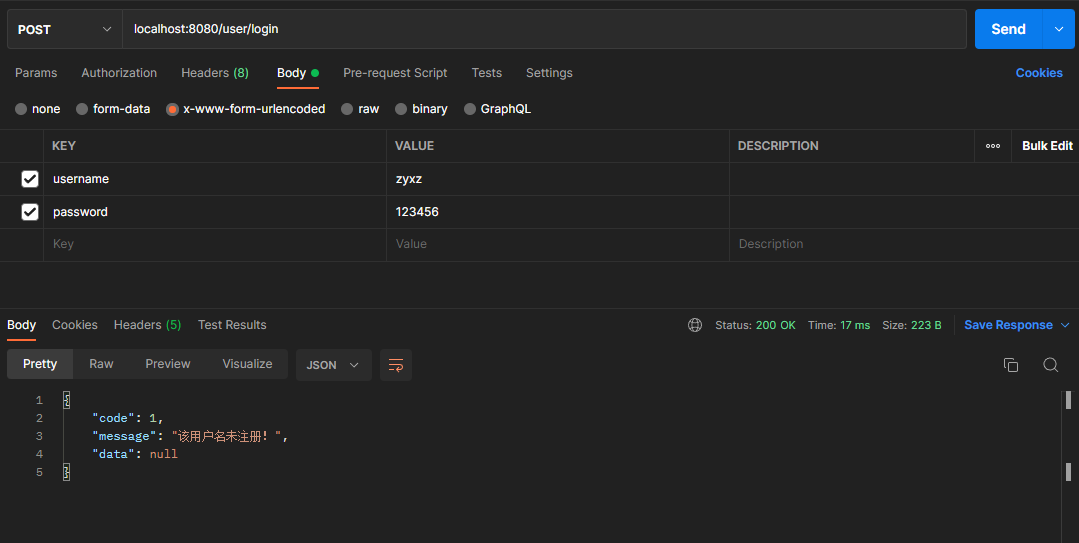 POST localhost:8080/user/login Send
Params Authorization Headers (8) Body Pre-request Script Tests Settings Cookies
none form-data x-www-form-urlencoded raw binary GraphQL
KEY VALUE DESCRIPTION Bulk Edit
username zyxz
password 123456
Key Value Description
Body Cookies Headers (5) Test Results Status: 200 OK Time: 17 ms Size: 223 B Save Response
Pretty Raw Preview Visualize JSON
1 {
2 "code": 1,
3 "message": "该用户名未注册!",
4 "data": null
5 }